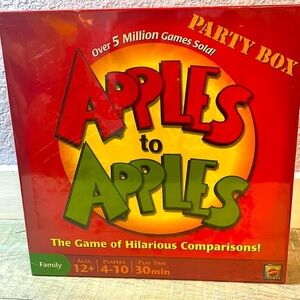 PARTY BOX
Over 5 Million Games Sold!
APPLES
to
APPLES
The Game of Hilarious Comparisons!
Family
AGES
12+
PLAYERS
4-10
PLAY TIME
30min